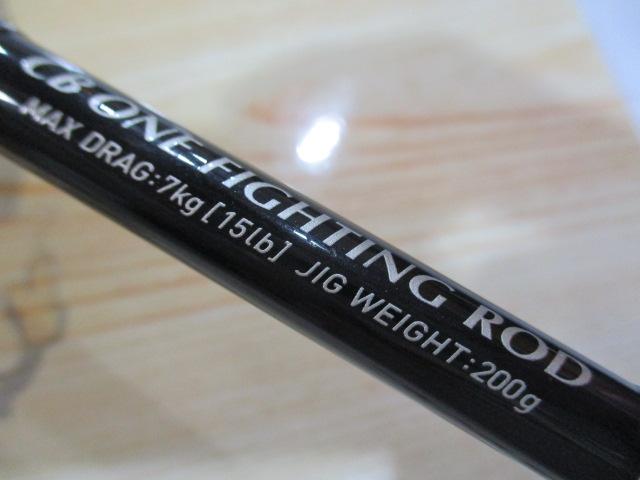 CB ONE FIGHTING ROD
MAX DRAG:7kg [15lb] JIG WEIGHT:200g